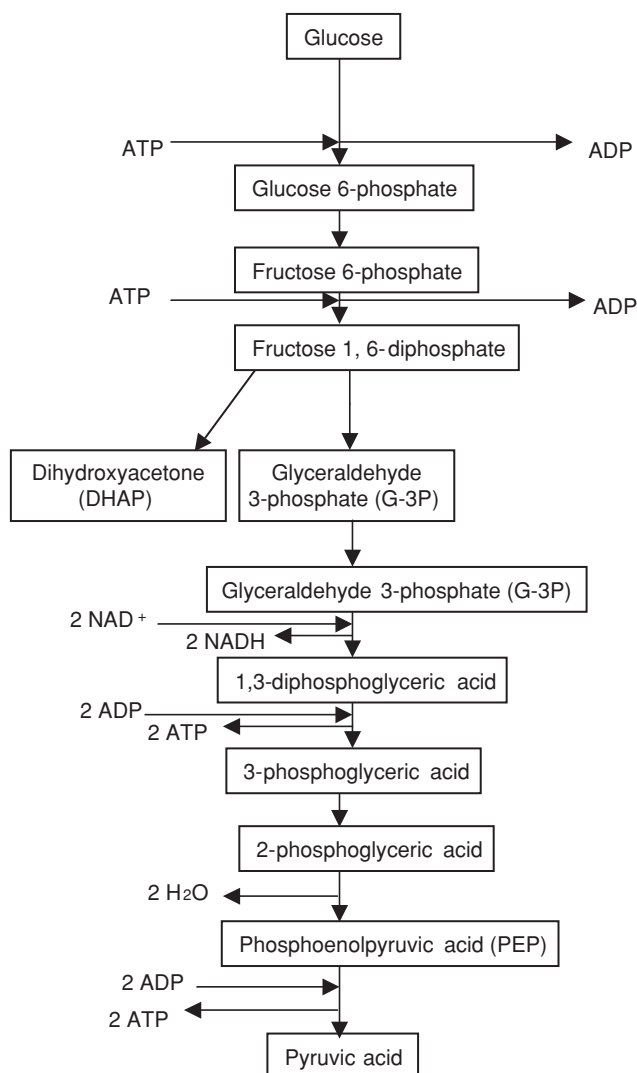 Glucose
ATP
ADP
Glucose 6-phosphate
Fructose 6-phosphate
ATP
ADP
Fructose 1, 6-diphosphate
Dihydroxyacetone
(DHAP)
Glyceraldehyde
3-phosphate (G-3P)
Glyceraldehyde 3-phosphate (G-3P)
2 NAD+
2 NADH
1,3-diphosphoglyceric acid
2 ADP
2 ATP
3-phosphoglyceric acid
2-phosphoglyceric acid
2 H2O
Phosphoenolpyruvic acid (PEP)
2 ADP
2 ATP
Pyruvic acid